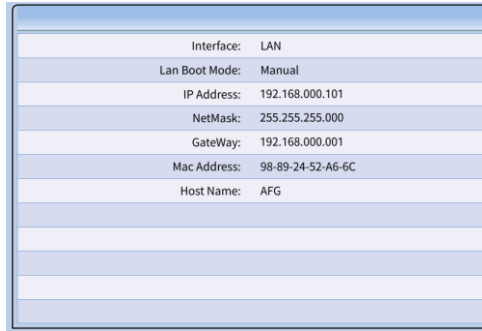 Interface: LAN
Lan Boot Mode: Manual
IP Address: 192.168.000.101
NetMask: 255.255.255.000
GateWay: 192.168.000.001
Mac Address: 98-89-24-52-A6-6C
Host Name: AFG